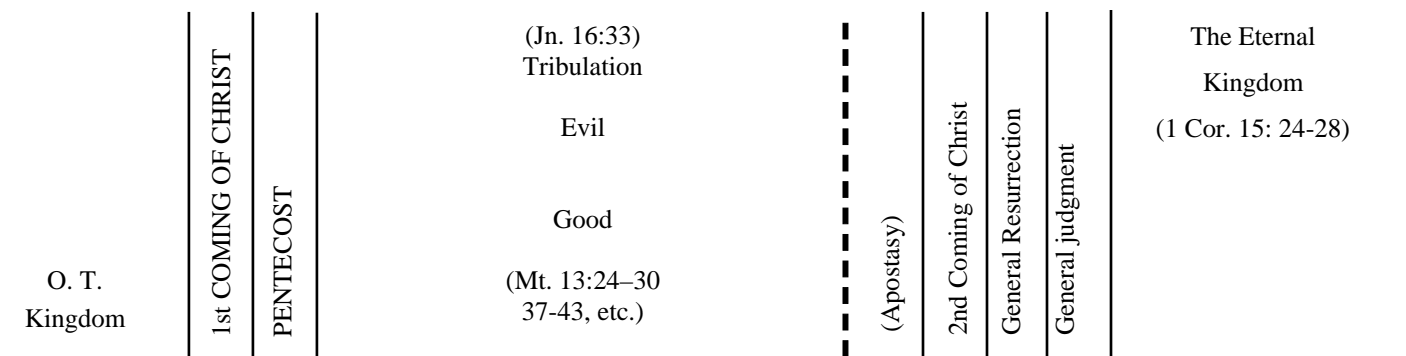 O. T.
Kingdom
1st COMING OF CHRIST
PENTECOST
(Jn. 16:33)
Tribulation
Evil
Good
(Mt. 13:24–30
37-43, etc.)
(Apostasy)
2nd Coming of Christ
General Resurrection
General judgment
The Eternal
Kingdom
(1 Cor. 15: 24-28)